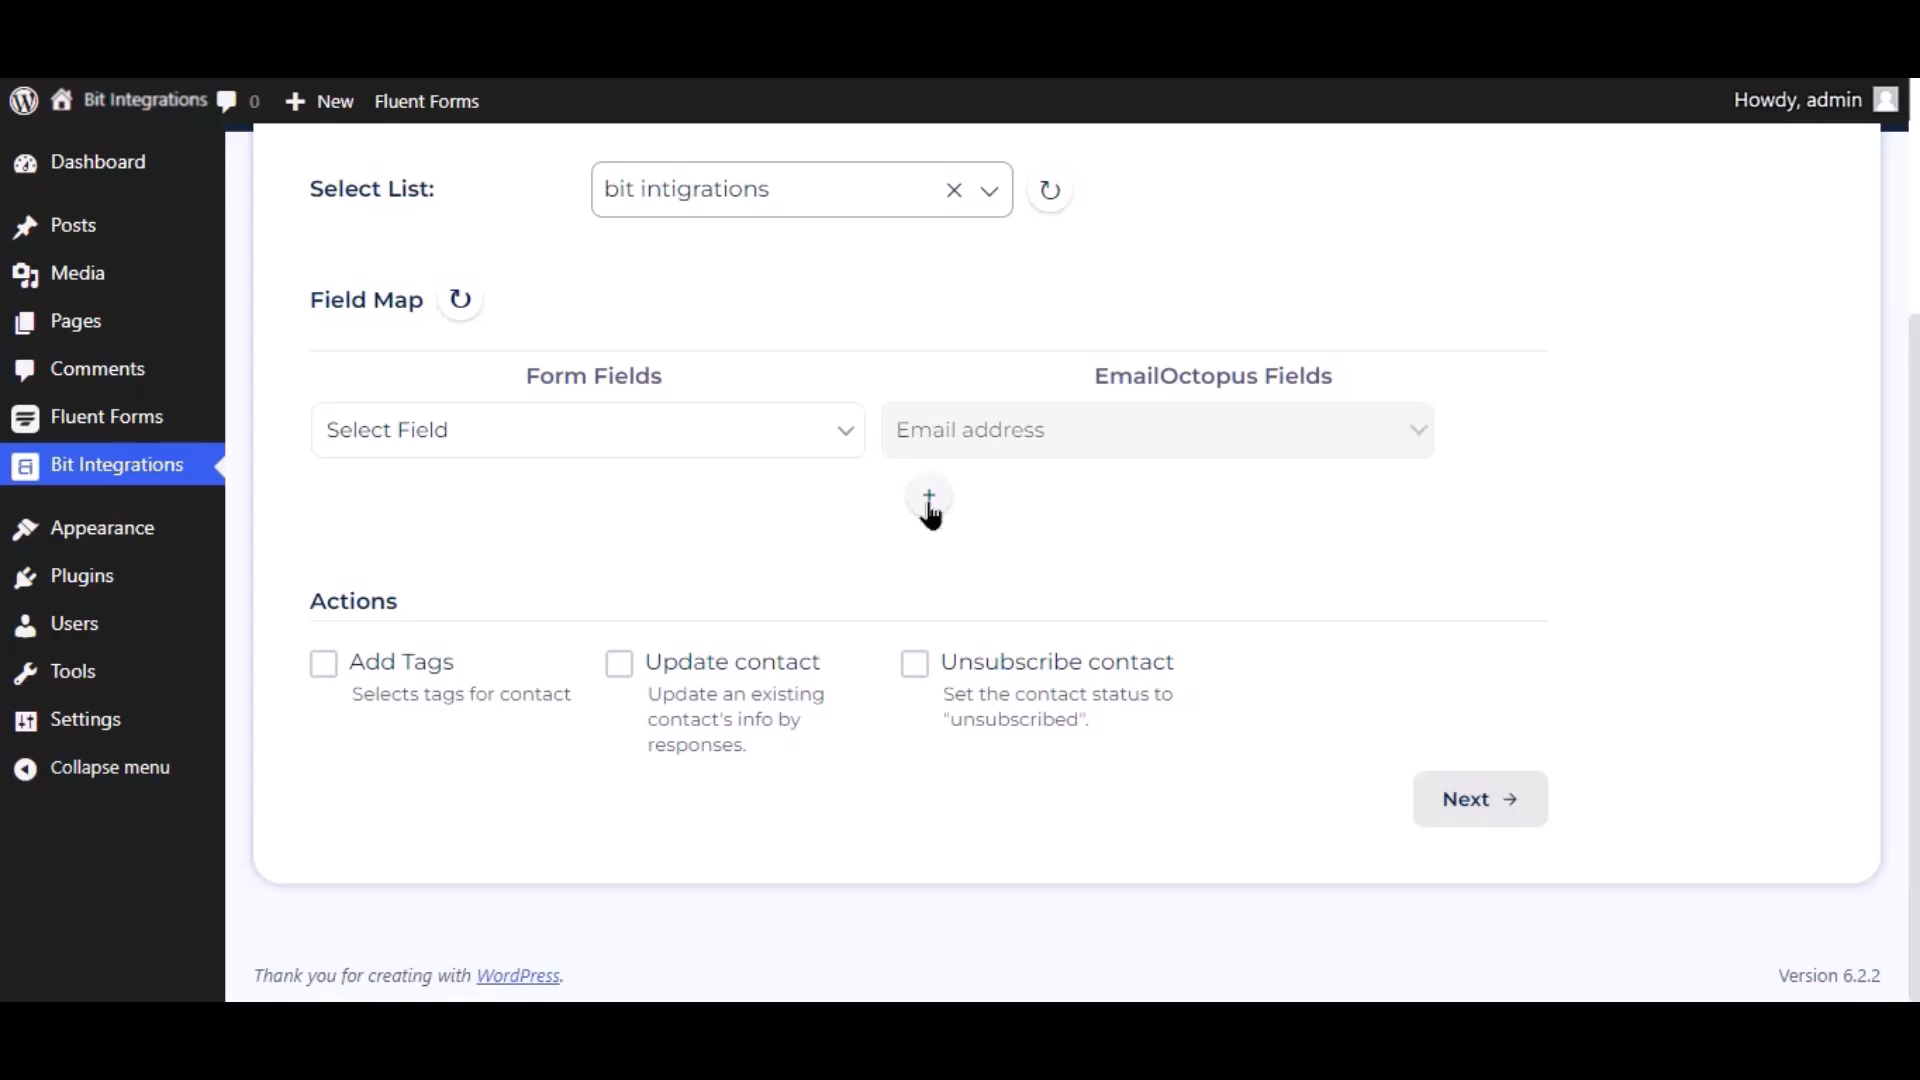 Bit Integrations 0 New Fluent Forms Howdy, admin
Dashboard
Posts
Media
Pages
Comments
Fluent Forms
Bit Integrations
Appearance
Plugins
Users
Tools
Settings
Collapse menu
Select List: bit intigrations
Field Map
Form Fields EmailOctopus Fields
Select Field Email address
+
Actions
Add Tags
Selects tags for contact
Update contact
Update an existing
contact's info by
responses.
Unsubscribe contact
Set the contact status to
"unsubscribed".
Next →
Thank you for creating with WordPress. Version 6.2.2